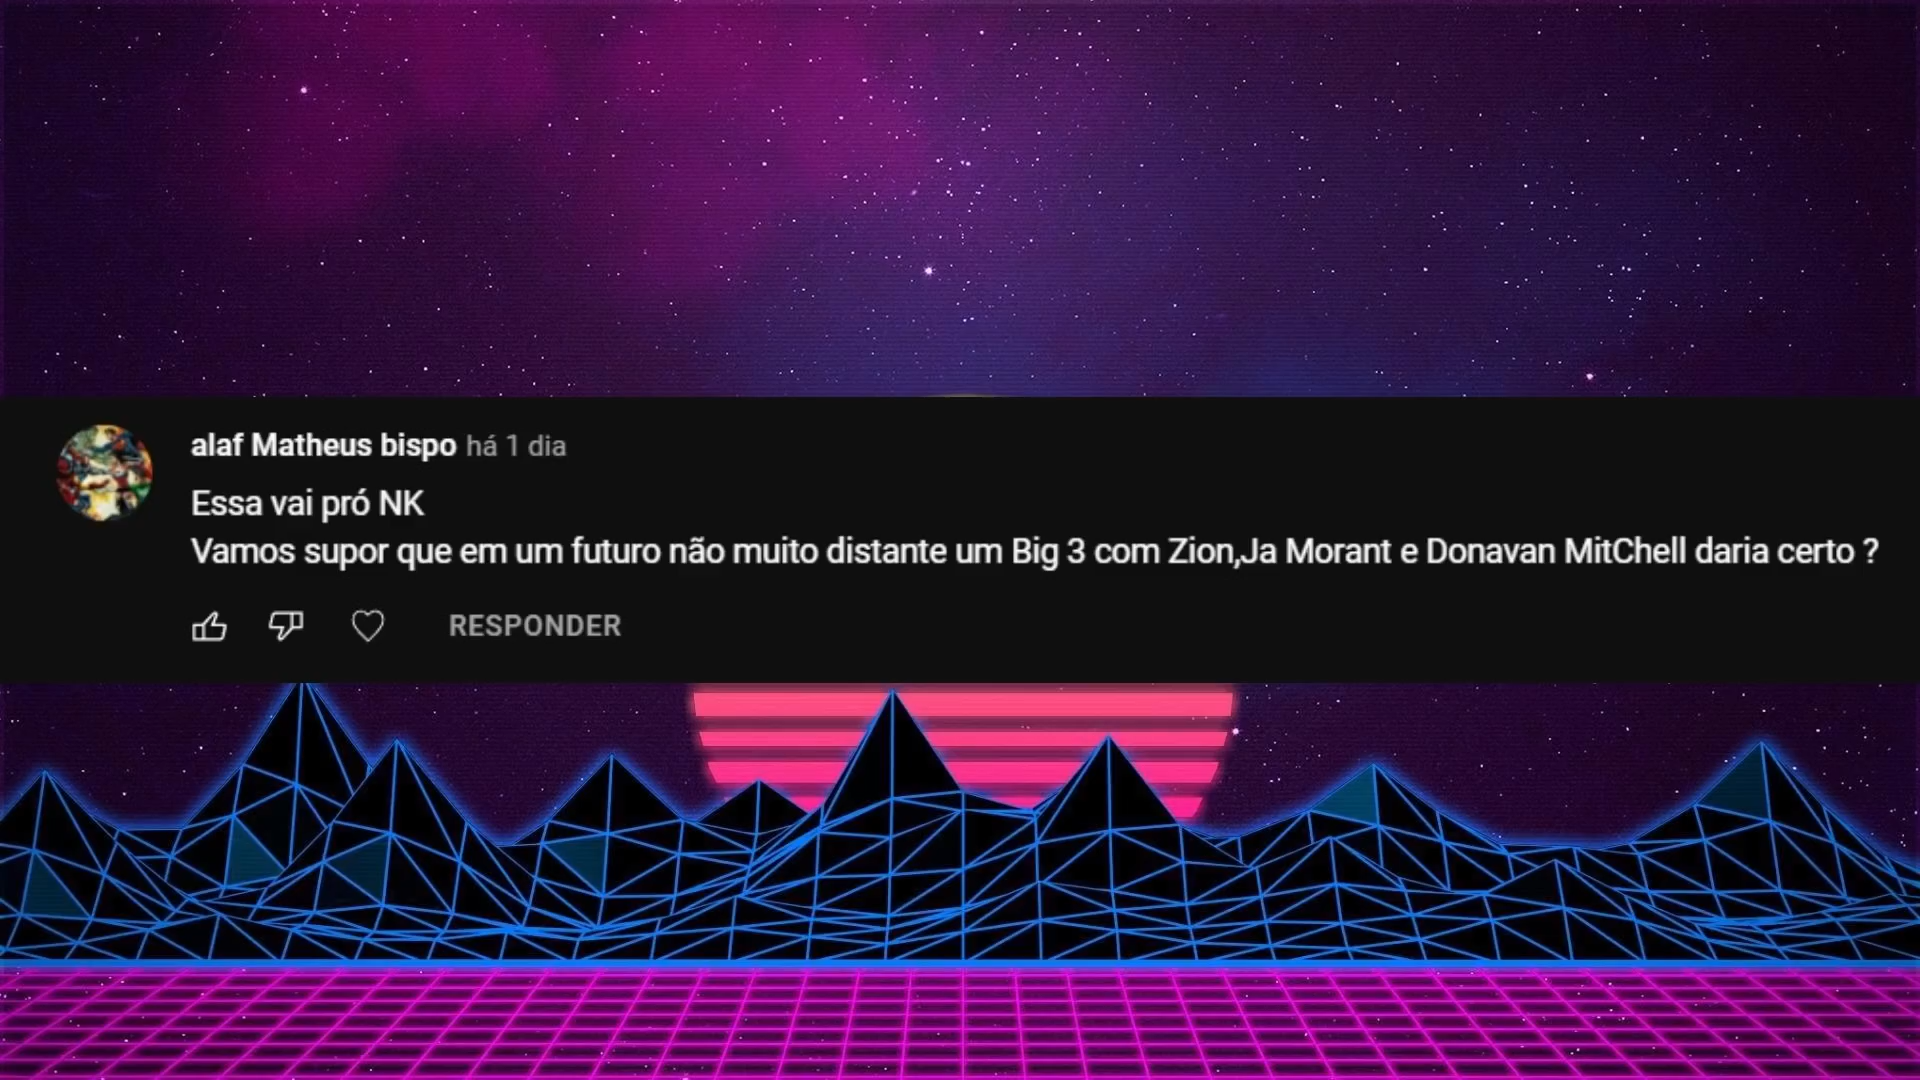 alaf Matheus bispo há 1 dia
Essa vai pró NK
Vamos supor que em um futuro não muito distante um Big 3 com Zion,Ja Morant e Donavan MitChell daria certo ?
RESPONDER